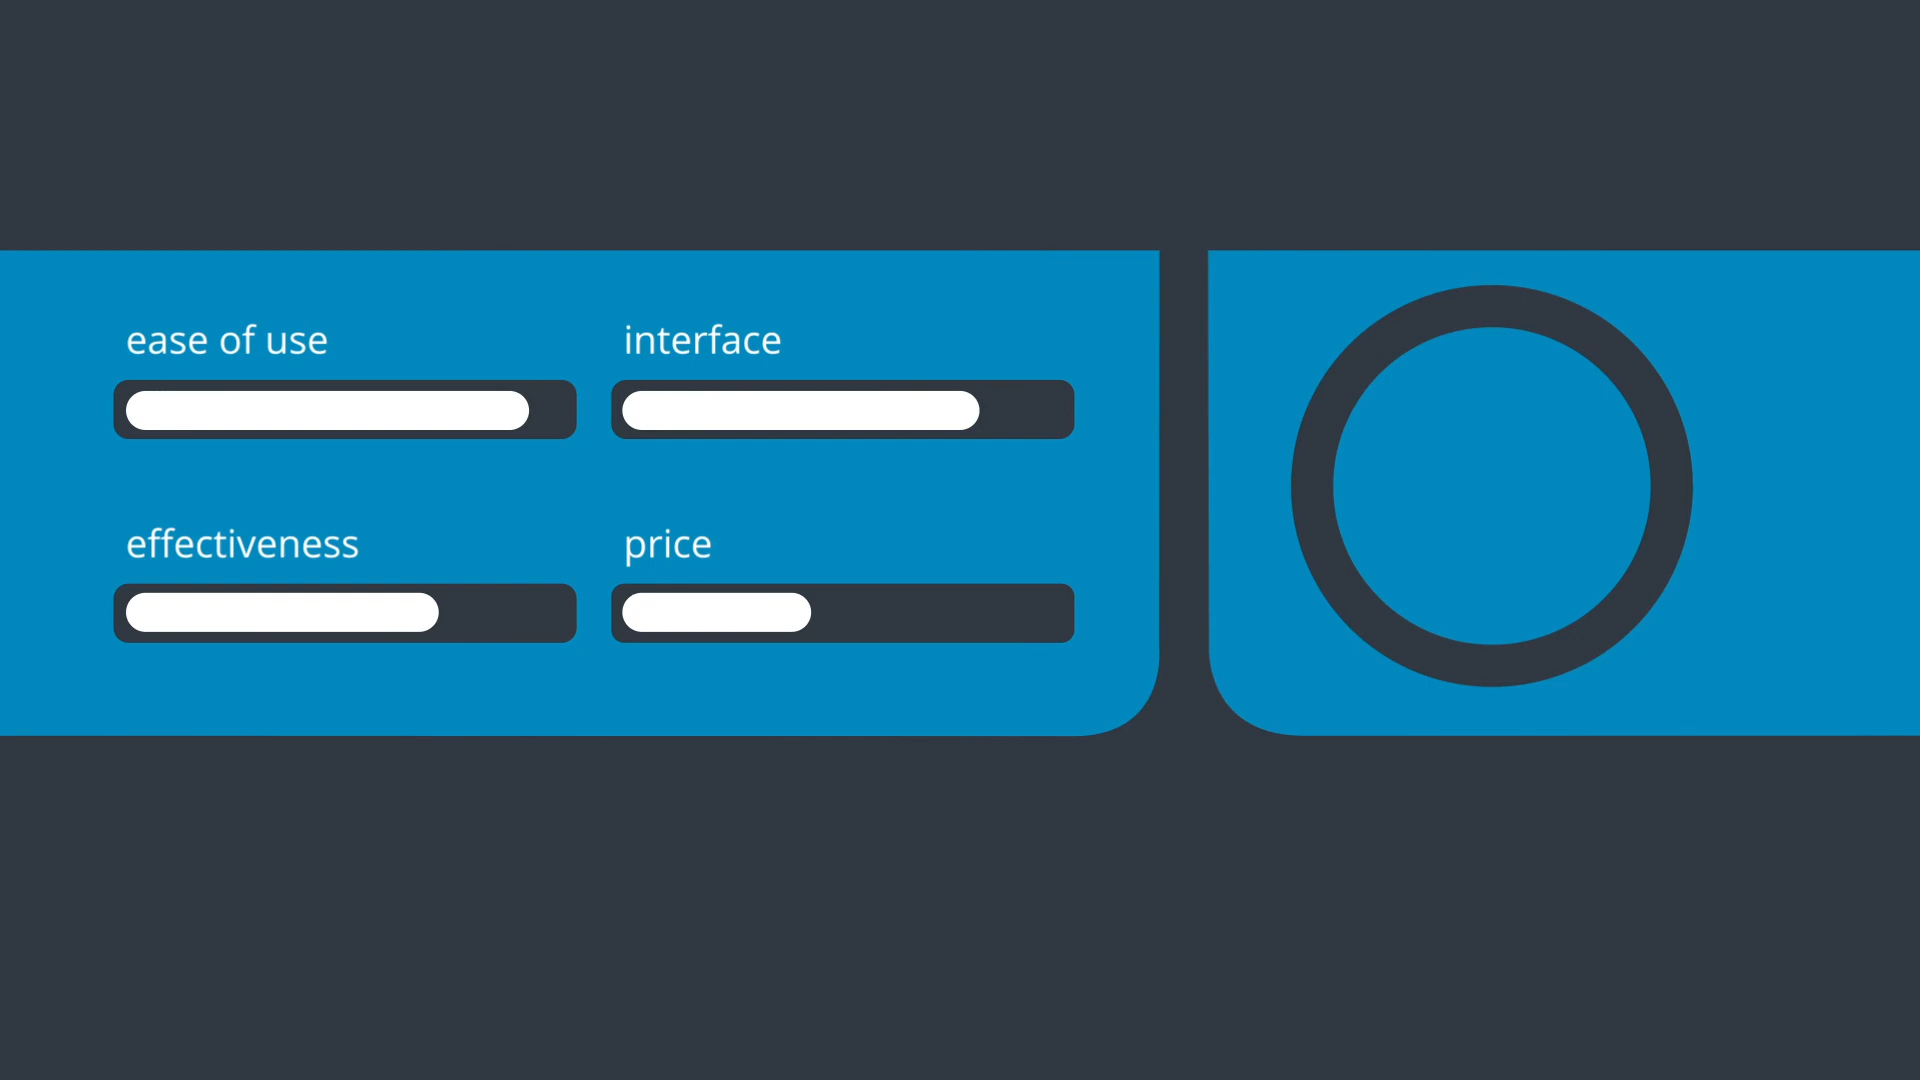 ease of use
interface
effectiveness
price